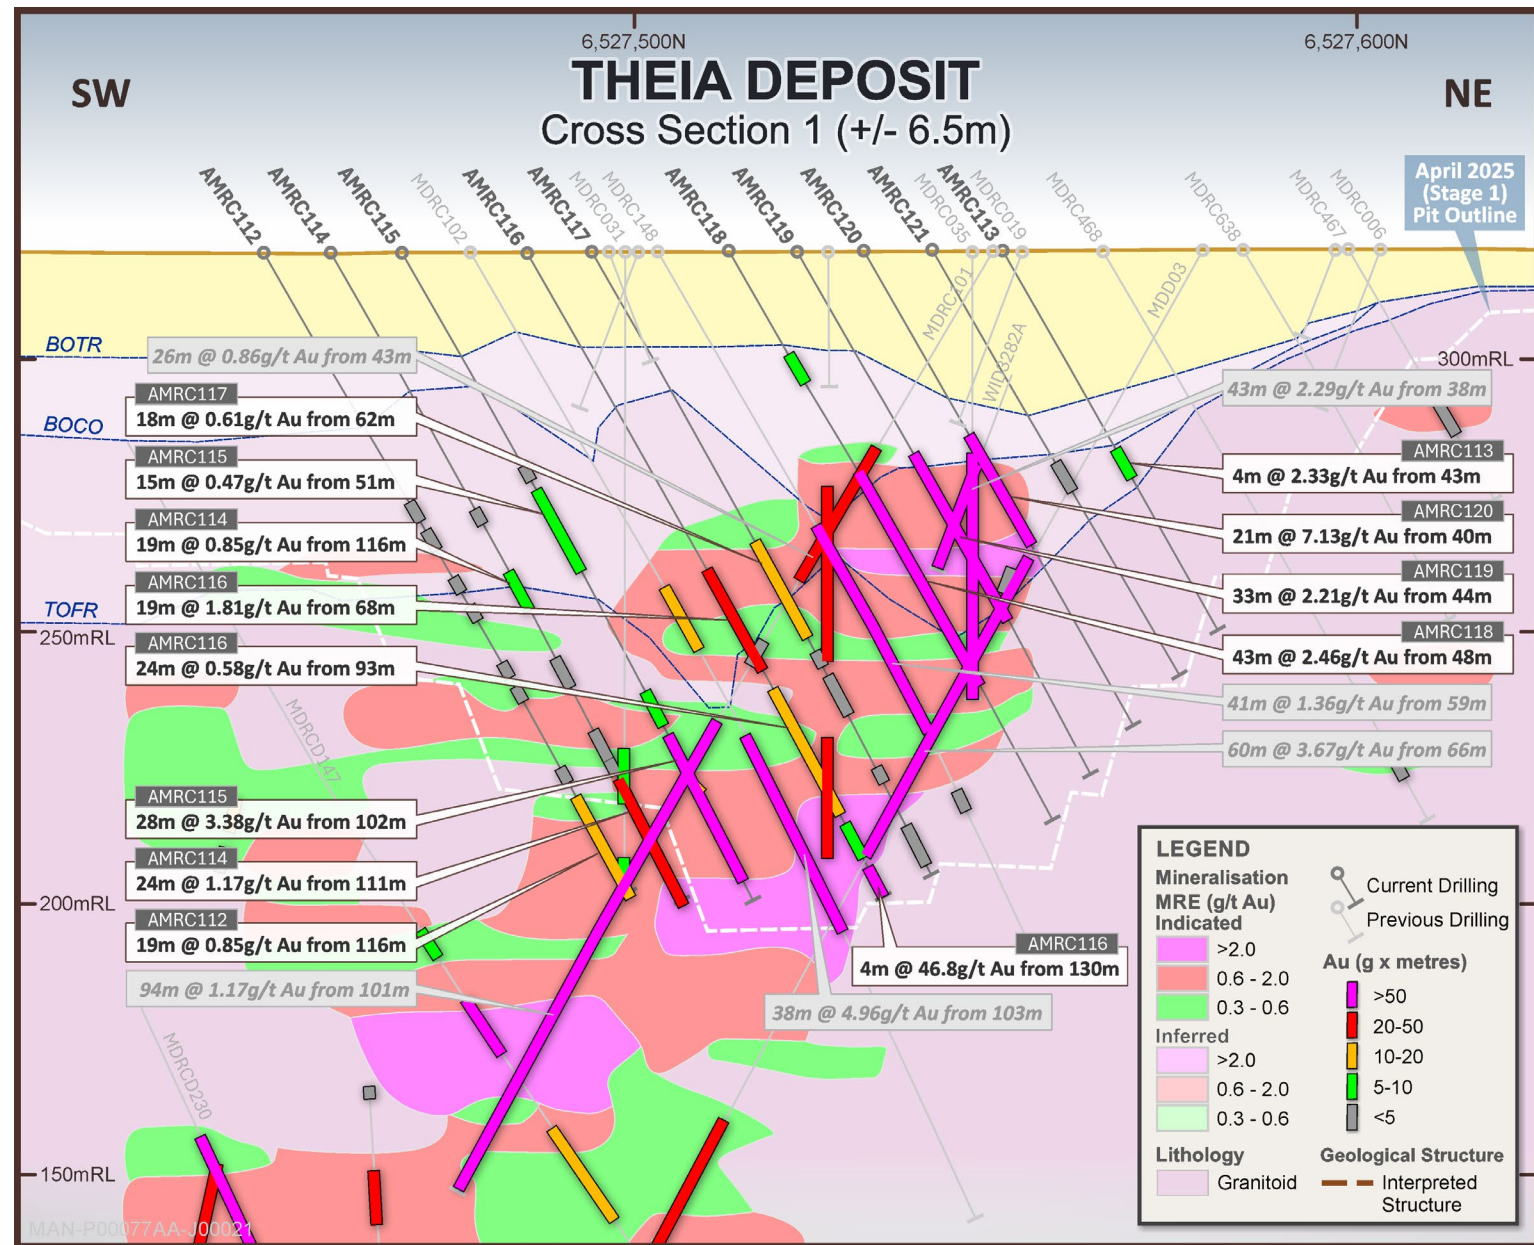 6,527,500N
6,527,600N
SW
THEIA DEPOSIT
NE
Cross Section 1 (+/- 6.5m)
April 2025
(Stage 1)
Pit Outline
AMRC112
AMRC114
AMRC115
MDRC102
AMRC116
AMRC117
MDRC031
MDRC148
AMRC118
AMRC119
AMRC120
AMRC121
MDRC035
AMRC113
MDRC019
MDRC468
MDRC638
MDRC467
MDRC006
MDRC101
MDD03
WID3282A
BOTR
26m @ 0.86g/t Au from 43m
300mRL
AMRC117
18m @ 0.61g/t Au from 62m
43m @ 2.29g/t Au from 38m
BOCO
AMRC115
15m @ 0.47g/t Au from 51m
AMRC113
4m @ 2.33g/t Au from 43m
AMRC114
19m @ 0.85g/t Au from 116m
AMRC120
21m @ 7.13g/t Au from 40m
AMRC116
19m @ 1.81g/t Au from 68m
AMRC119
33m @ 2.21g/t Au from 44m
TOFR
250mRL
AMRC116
24m @ 0.58g/t Au from 93m
AMRC118
43m @ 2.46g/t Au from 48m
41m @ 1.36g/t Au from 59m
60m @ 3.67g/t Au from 66m
MDRCD147
AMRC115
28m @ 3.38g/t Au from 102m
AMRC114
24m @ 1.17g/t Au from 111m
200mRL
AMRC112
19m @ 0.85g/t Au from 116m
94m @ 1.17g/t Au from 101m
AMRC116
4m @ 46.8g/t Au from 130m
38m @ 4.96g/t Au from 103m
MDRCD230
150mRL
MAN-P00077AA-J00021
LEGEND
Mineralisation
MRE (g/t Au)
Indicated
>2.0
0.6 - 2.0
0.3 - 0.6
Inferred
>2.0
0.6 - 2.0
0.3 - 0.6
Lithology
Granitoid
Current Drilling
Previous Drilling
Au (g x metres)
>50
20-50
10-20
5-10
<5
Geological Structure
Interpreted
Structure